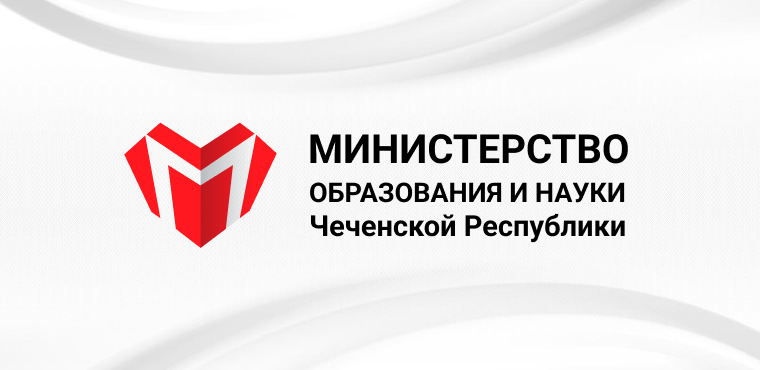 МИНИСТЕРСТВО
ОБРАЗОВАНИЯ И НАУКИ
Чеченской Республики